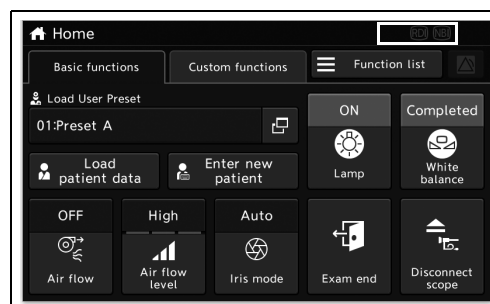 Home
RDI NBI
Basic functions
Custom functions
Function list
Load User Preset
01:Preset A
Load
patient data
Enter new
patient
ON
Lamp
Completed
White
balance
OFF
Air flow
High
Air flow
level
Auto
Iris mode
Exam end
Disconnect
scope